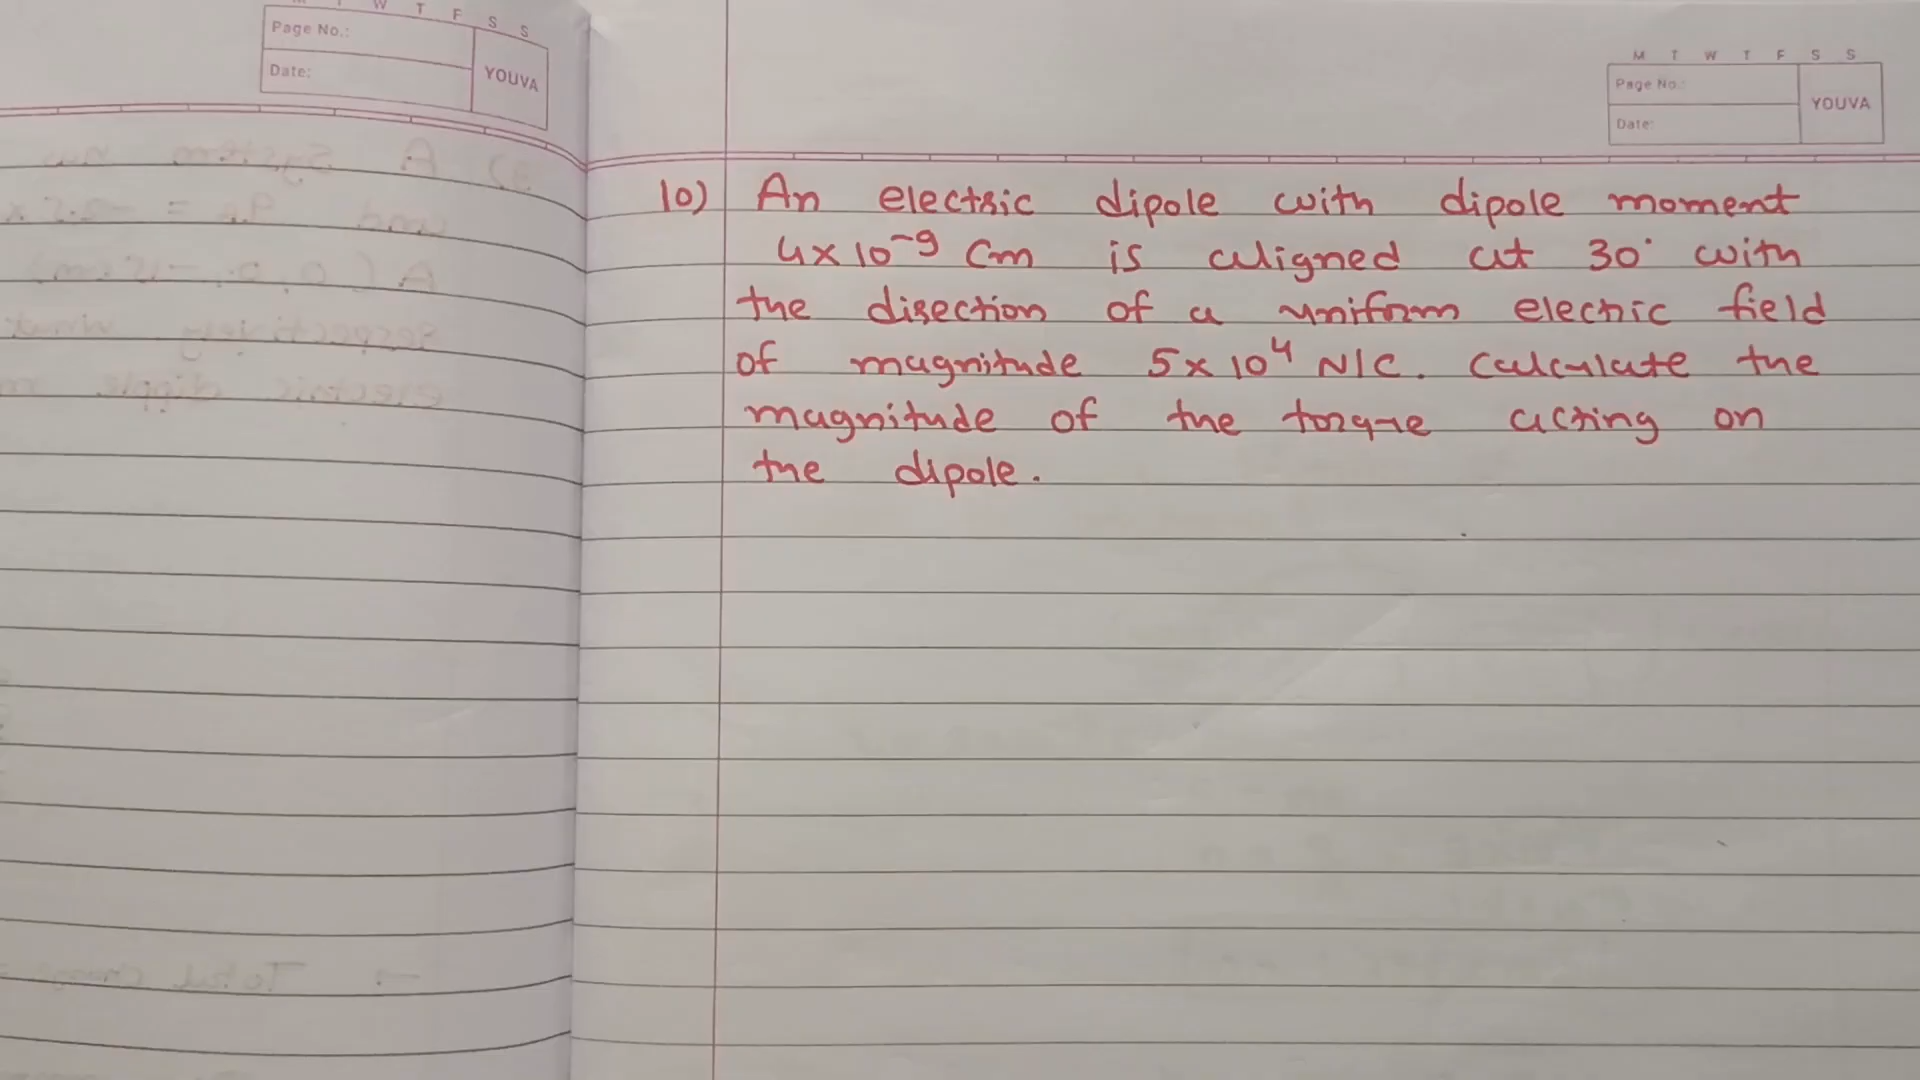 M T W T F S S
Page No.:
Date:
YOUVA
M T W T F S S
Page No.:
Date:
YOUVA
10) An electric dipole with dipole moment
4×10⁻⁹ Cm is aligned at 30° with
the direction of a uniform electric field
of magnitude 5×10⁴ N/C. Calculate the
magnitude of the torque acting on
the dipole.